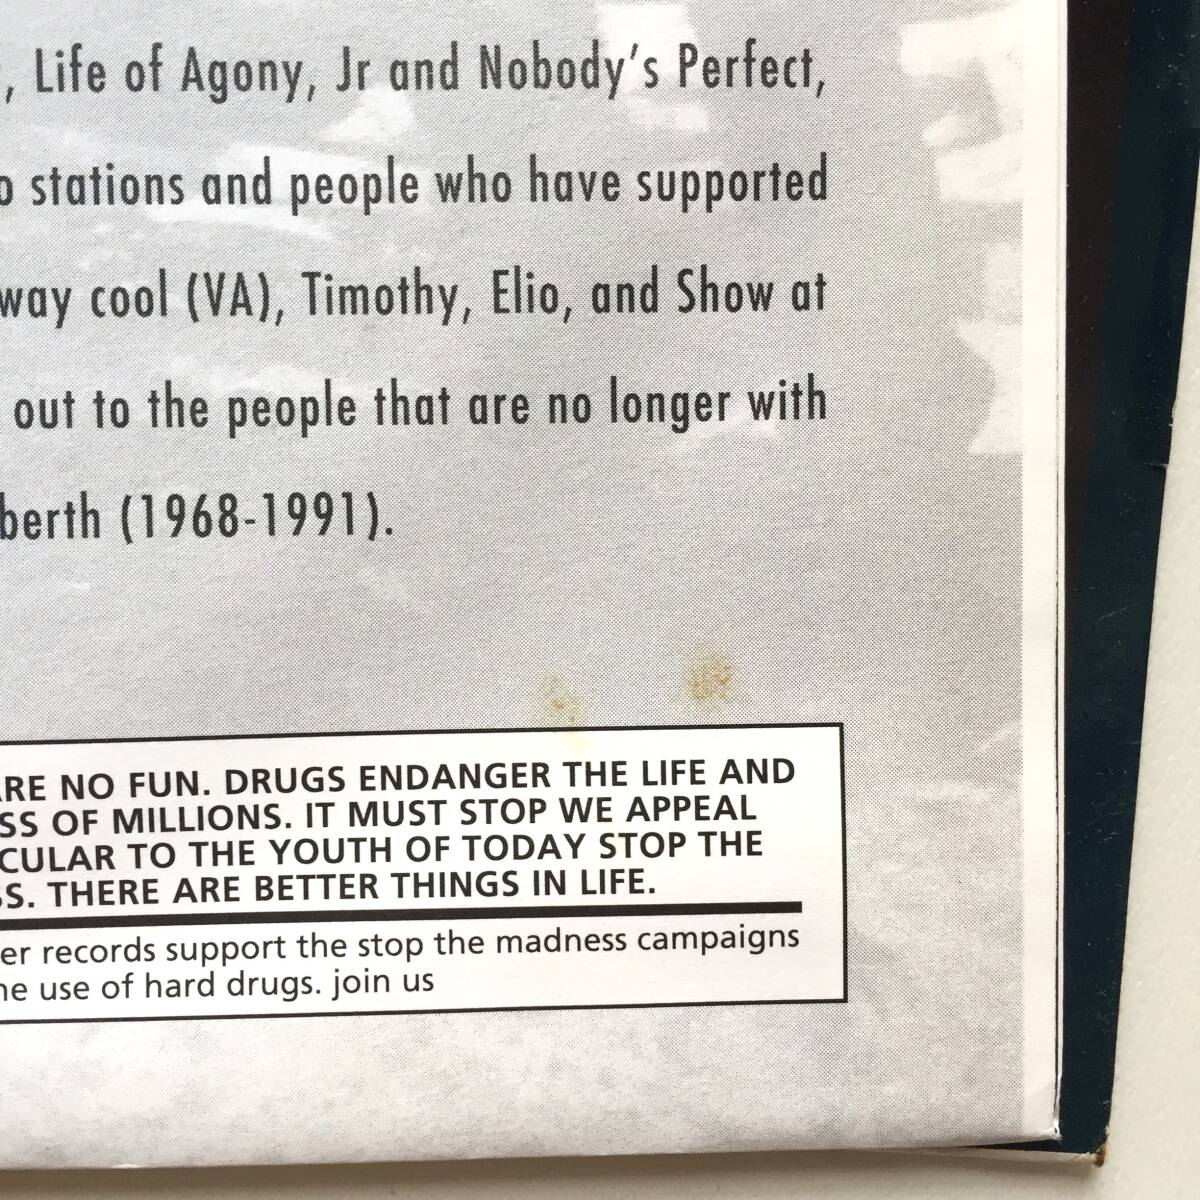 , Life of Agony, Jr and Nobody's Perfect,
stations and people who have supported
way cool (VA), Timothy, Elio, and Show at
out to the people that are no longer with
berth (1968-1991).
RE NO FUN. DRUGS ENDANGER THE LIFE AND
SS OF MILLIONS. IT MUST STOP WE APPEAL
CULAR TO THE YOUTH OF TODAY STOP THE
S. THERE ARE BETTER THINGS IN LIFE.
er records support the stop the madness campaigns
he use of hard drugs. join us